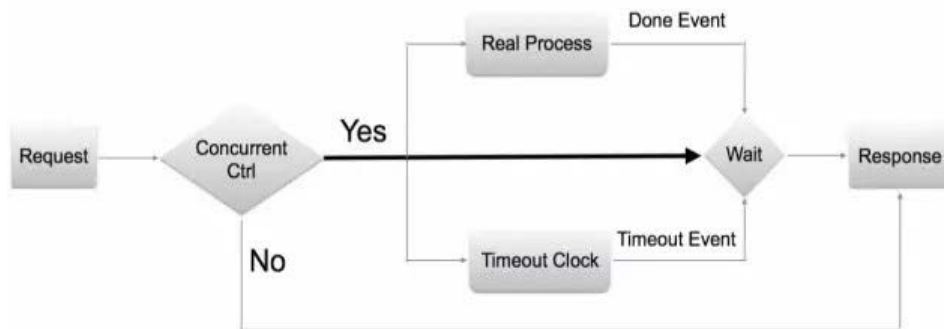 Done Event
Real Process
Yes
Request
Concurrent
Ctrl
Wait
Response
No
Timeout Clock
Timeout Event